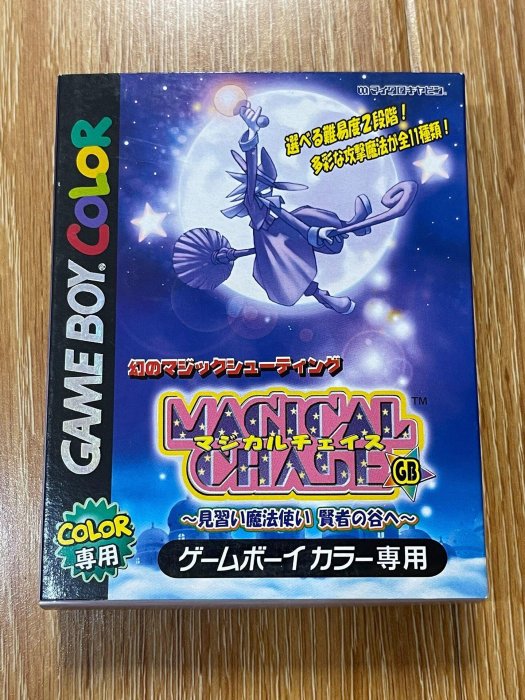 GAME BOY COLOR
マイクロキャビン
選べる難易度2段階!
多彩な攻撃魔法が全11種類!
幻のマジックシューティング
MAGICAL
TM
マジカルチェイス
CHASE
GB
~見習い魔法使い 賢者の谷へ~
COLOR
専用
ゲームボーイ カラー専用